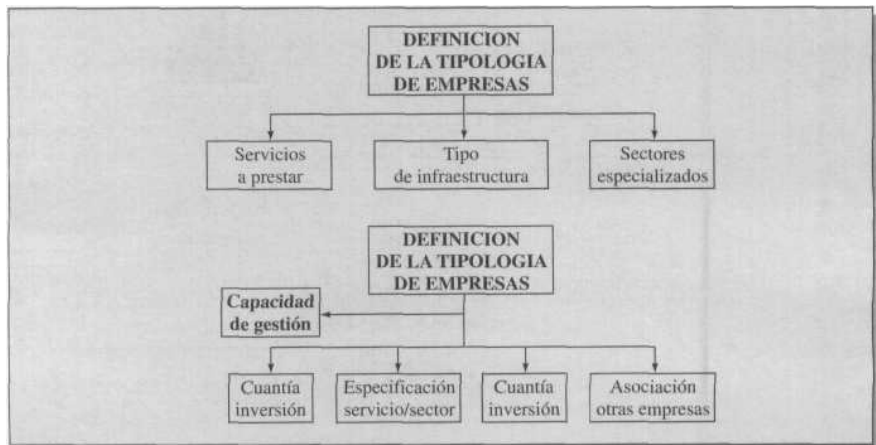 DEFINICION
DE LA TIPOLOGIA
DE EMPRESAS
Servicios
a prestar
Tipo
de infraestructura
Sectores
especializados
DEFINICION
DE LA TIPOLOGIA
DE EMPRESAS
Capacidad
de gestión
Cuantía
inversión
Especificación
servicio/sector
Cuantía
inversión
Asociación
otras empresas